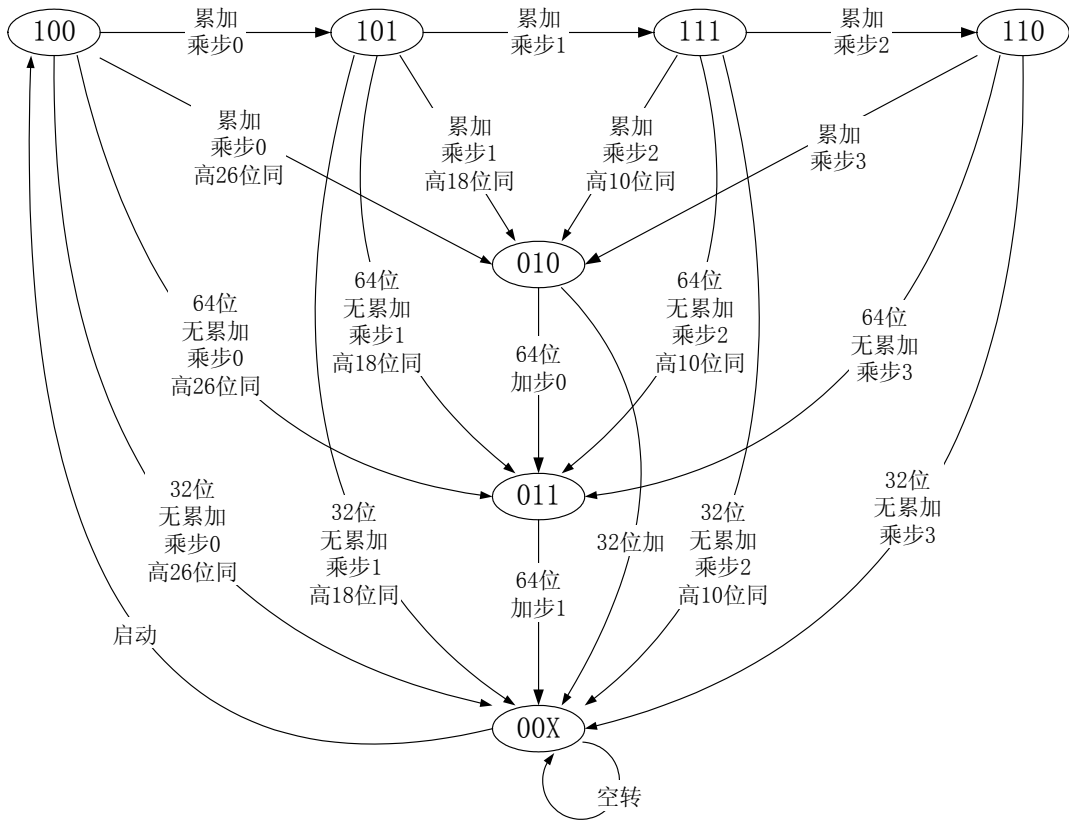 100
累加
乘步0
101
累加
乘步1
111
累加
乘步2
110
累加
乘步0
高26位同
累加
乘步1
高18位同
累加
乘步2
高10位同
累加
乘步3
010
64位
无累加
乘步0
高26位同
64位
无累加
乘步1
高18位同
64位
加步0
64位
无累加
乘步2
高10位同
64位
无累加
乘步3
011
32位
无累加
乘步0
高26位同
32位
无累加
乘步1
高18位同
64位
加步1
32位加
32位
无累加
乘步2
高10位同
32位
无累加
乘步3
启动
00X
空转